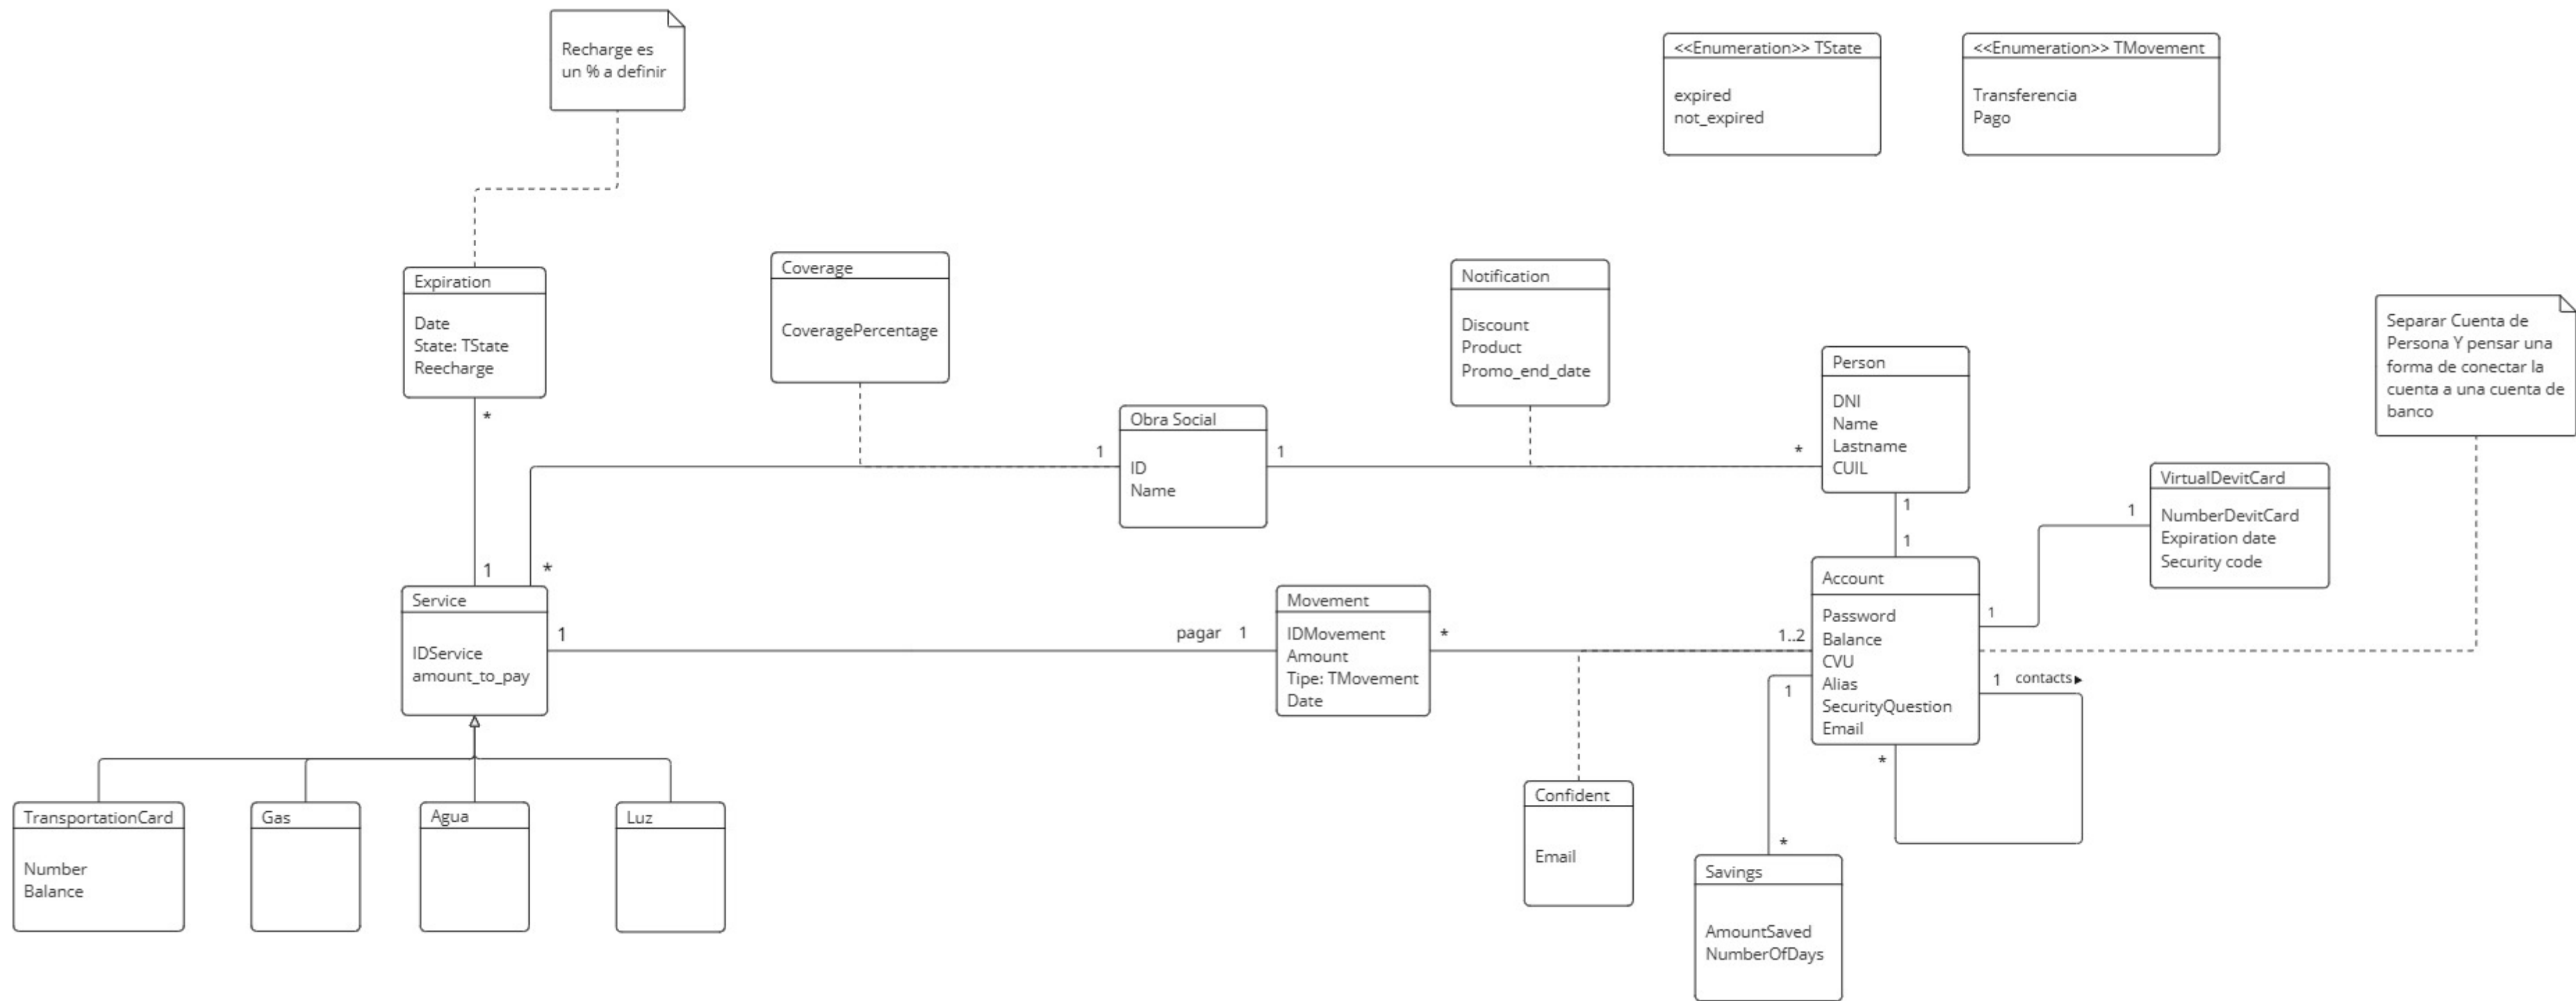 Recharge es
un % a definir
<<Enumeration>> TState
expired
not_expired
<<Enumeration>> TMovement
Transferencia
Pago
Expiration
Date
State: TState
Reecharge
*
1
Coverage
CoveragePercentage
Notification
Discount
Product
Promo_end_date
Person
DNI
Name
Lastname
CUIL
Separar Cuenta de
Persona Y pensar una
forma de conectar la
cuenta a una cuenta de
banco
Obra Social
ID
Name
1
1
*
*
1
1
VirtualDevitCard
NumberDevitCard
Expiration date
Security code
1
1
Service
IDService
amount_to_pay
1
pagar 1
Movement
IDMovement
Amount
Tipe: TMovement
Date
*
1..2
Account
Password
Balance
CVU
Alias
SecurityQuestion
Email
1 contacts▶
*
1
*
TransportationCard
Number
Balance
Gas
Agua
Luz
Confident
Email
Savings
AmountSaved
NumberOfDays